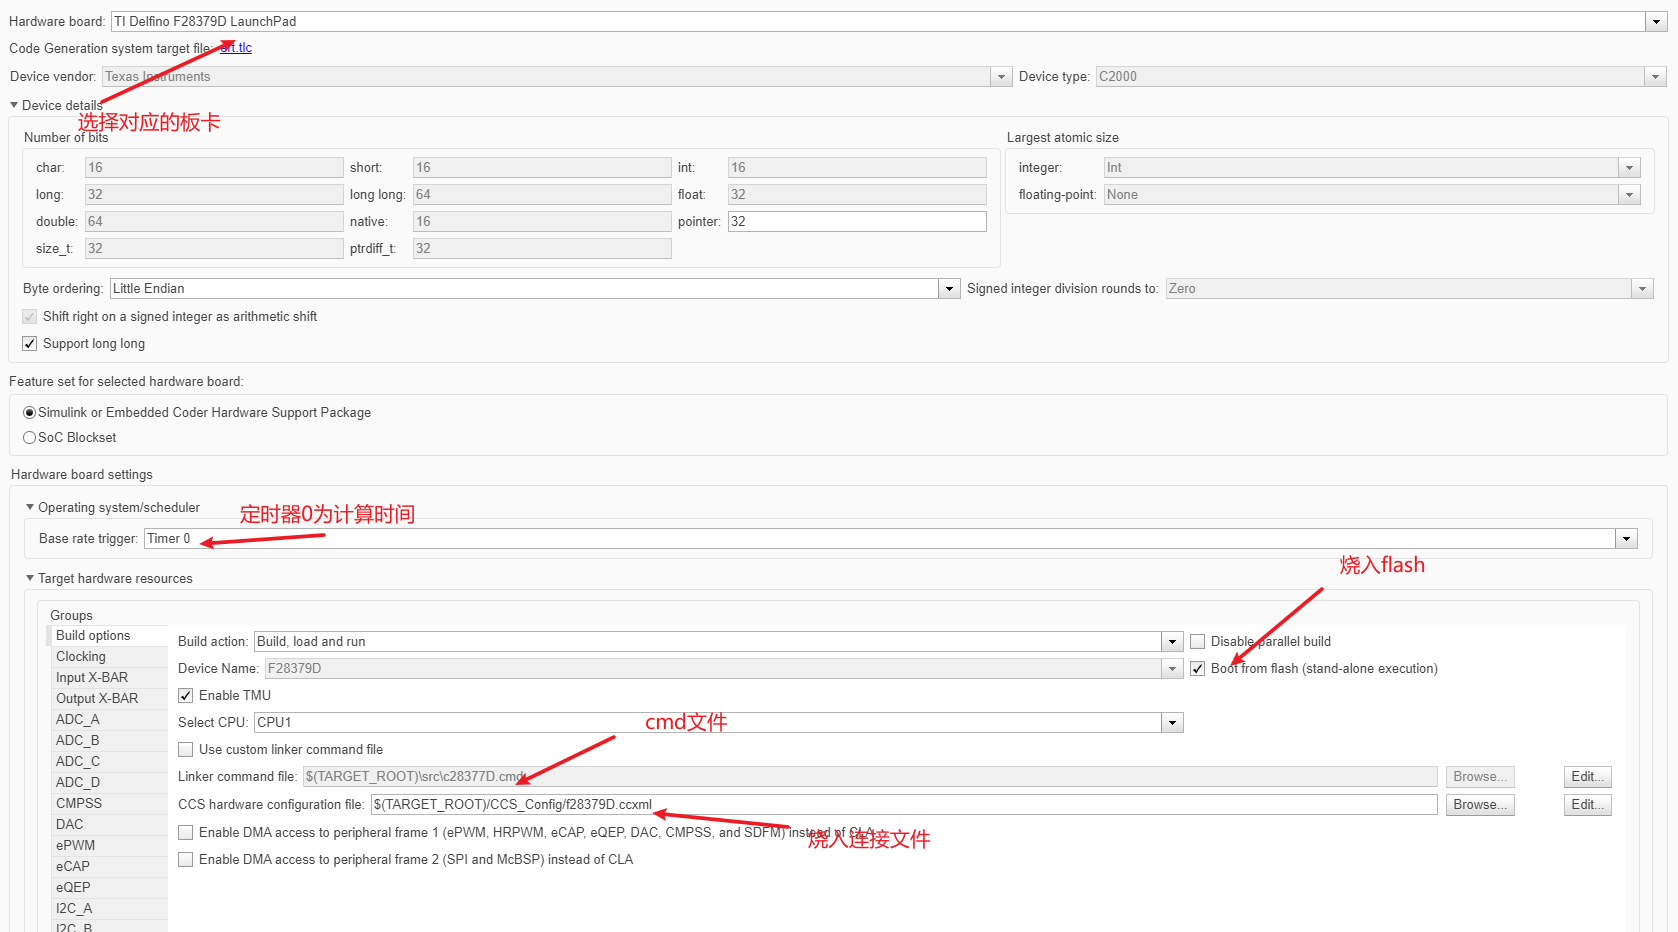 Hardware board: TI Delfino F28379D LaunchPad
Code Generation system target file: ert.tlc
Device vendor: Texas Instruments Device type: C2000
Device details
选择对应的板卡
Number of bits Largest atomic size
char: 16 short: 16 int: 16 integer: Int
long: 32 long long: 64 float: 32 floating-point: None
double: 64 native: 16 pointer: 32
size_t: 32 ptrdiff_t: 32
Byte ordering: Little Endian Signed integer division rounds to: Zero
Shift right on a signed integer as arithmetic shift
Support long long
Feature set for selected hardware board:
Simulink or Embedded Coder Hardware Support Package
SoC Blockset
Hardware board settings
Operating system/scheduler
定时器0为计算时间
Base rate trigger: Timer 0
烧入flash
Target hardware resources
Groups
Build options
Clocking
Input X-BAR
Output X-BAR
ADC_A
ADC_B
ADC_C
ADC_D
CMPSS
DAC
ePWM
eCAP
eQEP
I2C_A
I2C_B
Build action: Build, load and run Disable parallel build
Device Name: F28379D Boot from flash (stand-alone execution)
Enable TMU
Select CPU: CPU1
cmd文件
Use custom linker command file
Linker command file: $(TARGET_ROOT)\src\c28377D.cmd Browse... Edit...
CCS hardware configuration file: $(TARGET_ROOT)/CCS_Config/f28379D.ccxml Browse... Edit...
Enable DMA access to peripheral frame 1 (ePWM, HRPWM, eCAP, eQEP, DAC, CMPSS, and SDFM) instead of CLA
烧入连接文件
Enable DMA access to peripheral frame 2 (SPI and McBSP) instead of CLA